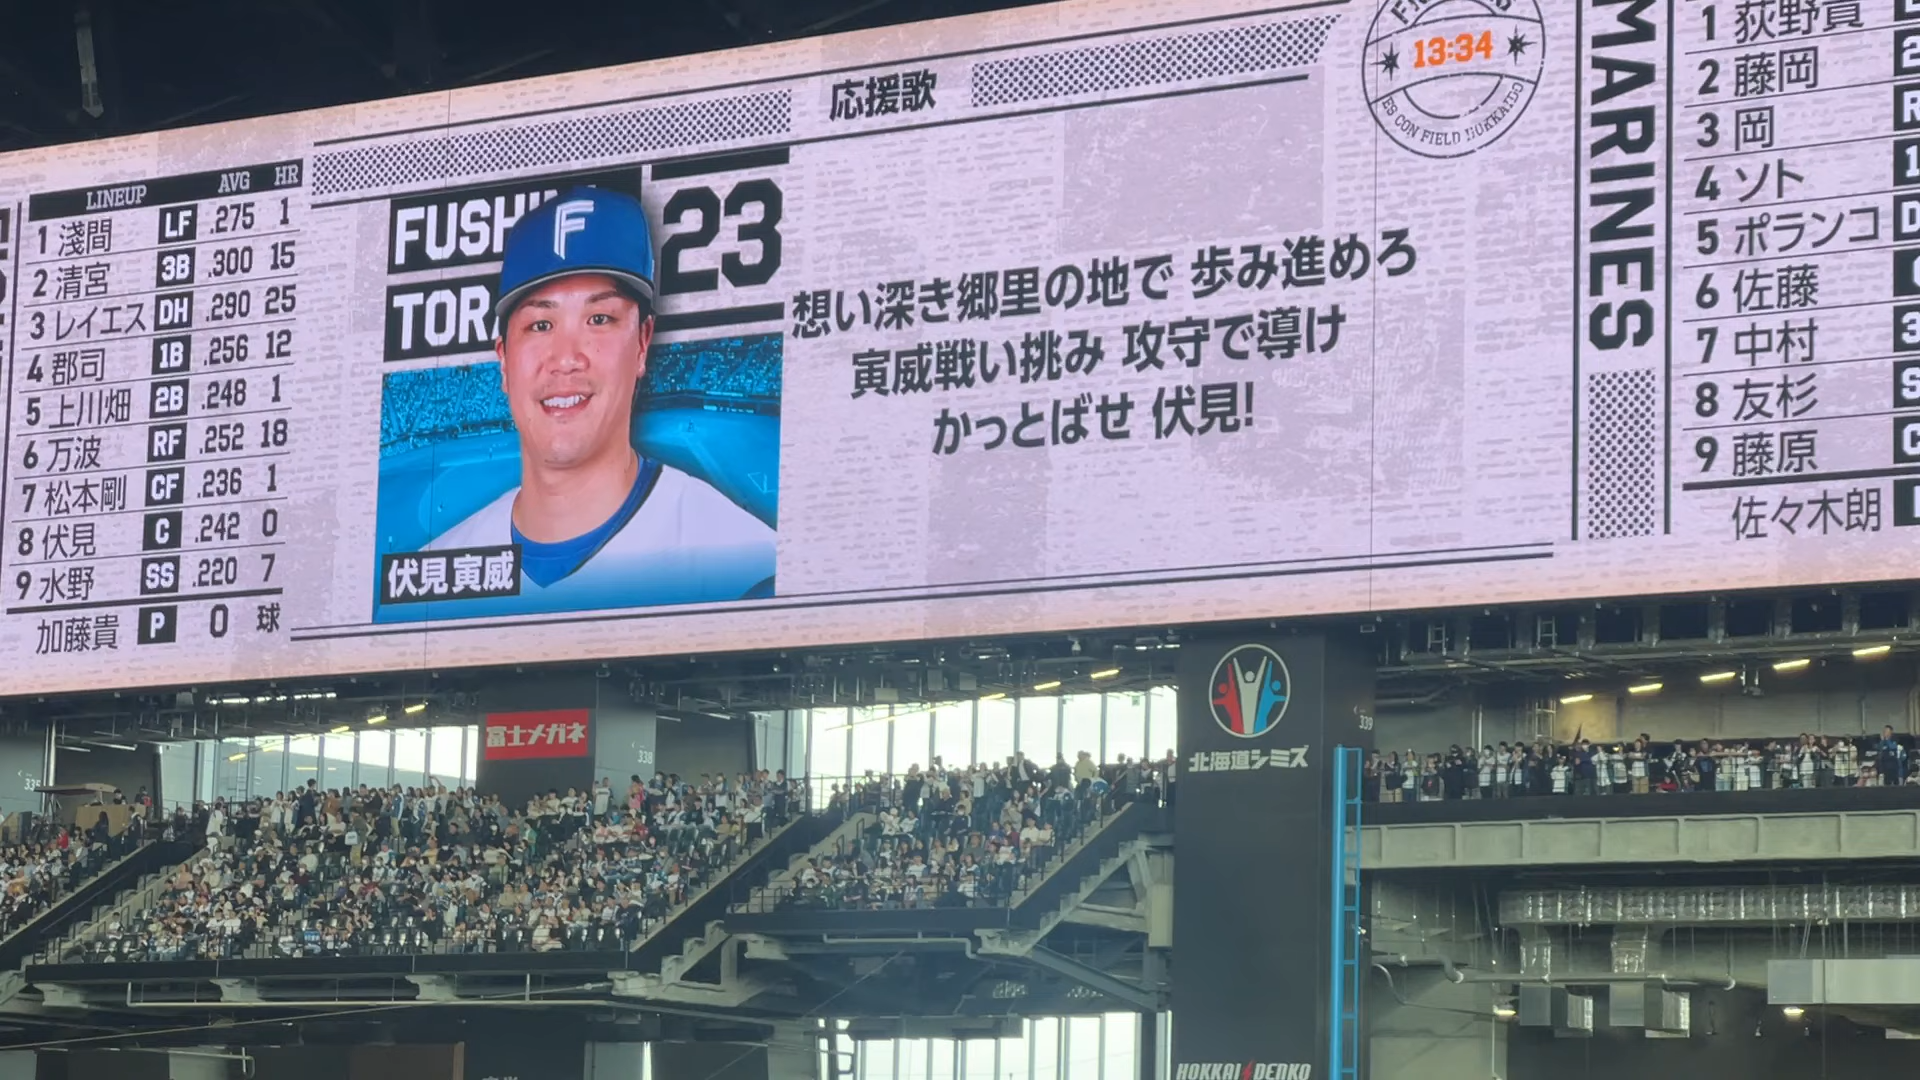 LINEUP AVG HR
1 淺間 LF .275 1
2 清宮 3B .300 15
3 レイエス DH .290 25
4 郡司 1B .256 12
5 上川畑 2B .248 1
6 万波 RF .252 18
7 松本剛 CF .236 1
8 伏見 C .242 0
9 水野 SS .220 7
加藤貴 P 0 球
応援歌
23
伏見寅威
想い深き郷里の地で 歩み進めろ
寅威戦い挑み 攻守で導け
かっとばせ 伏見!
13:34
ES CON FIELD HOKKAIDO
MARINES
1 荻野貴
2 藤岡
3 岡
4 ソト
5 ポランコ
6 佐藤
7 中村
8 友杉
9 藤原
佐々木朗
富士メガネ
338
339
北海道シミズ
HOKKAI DENKO